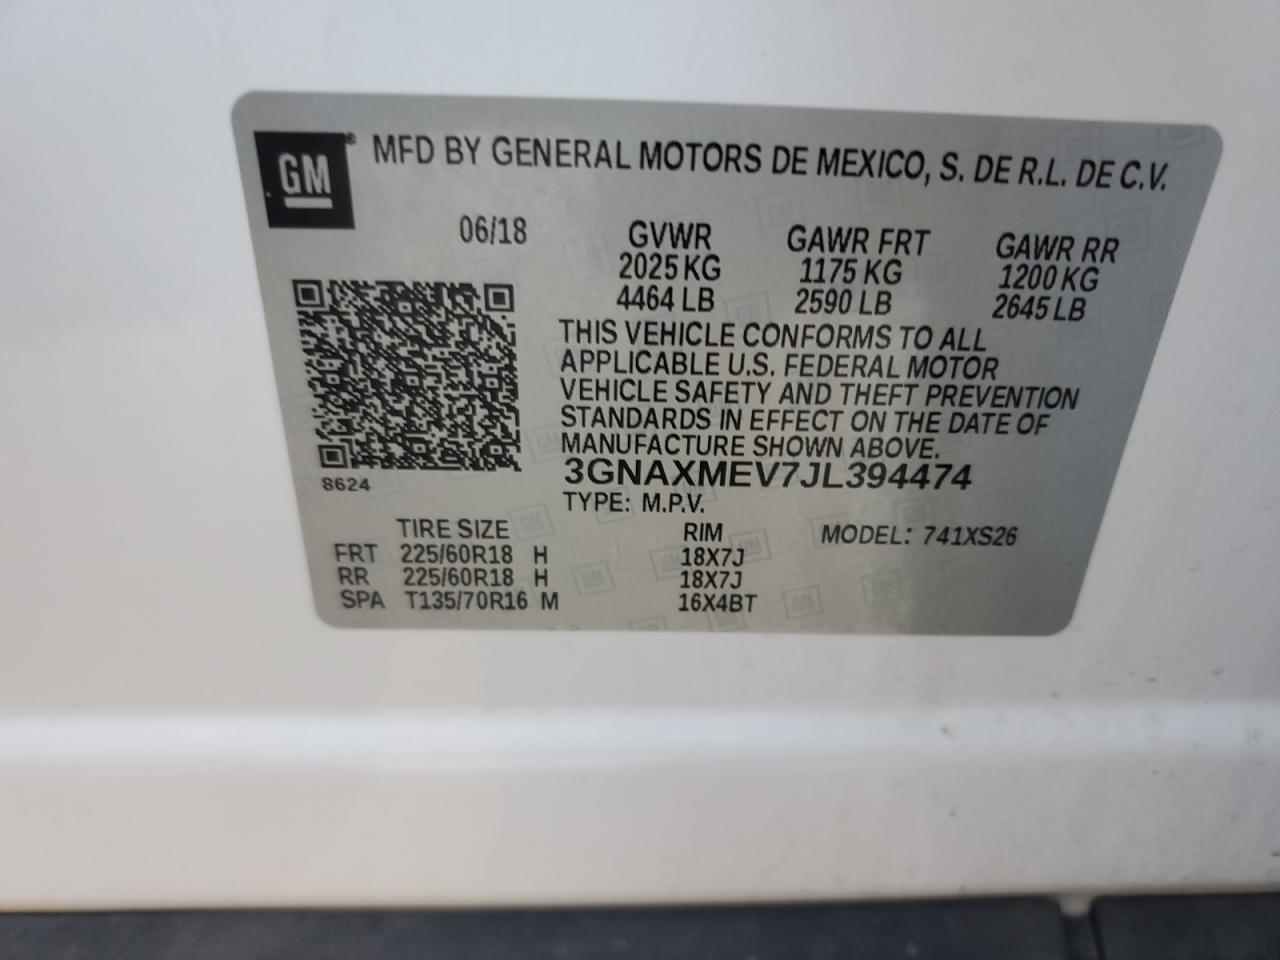 GM® MFD BY GENERAL MOTORS DE MEXICO, S. DE R.L. DE C.V.
06/18 GVWR GAWR FRT GAWR RR
2025 KG 1175 KG 1200 KG
4464 LB 2590 LB 2645 LB
THIS VEHICLE CONFORMS TO ALL
APPLICABLE U.S. FEDERAL MOTOR
VEHICLE SAFETY AND THEFT PREVENTION
STANDARDS IN EFFECT ON THE DATE OF
MANUFACTURE SHOWN ABOVE.
3GNAXMEV7JL394474
8624
TYPE: M.P.V.
TIRE SIZE RIM MODEL: 741XS26
FRT 225/60R18 H 18X7J
RR 225/60R18 H 18X7J
SPA T135/70R16 M 16X4BT